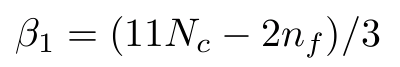 β₁ = (11N_c − 2n_f)/3